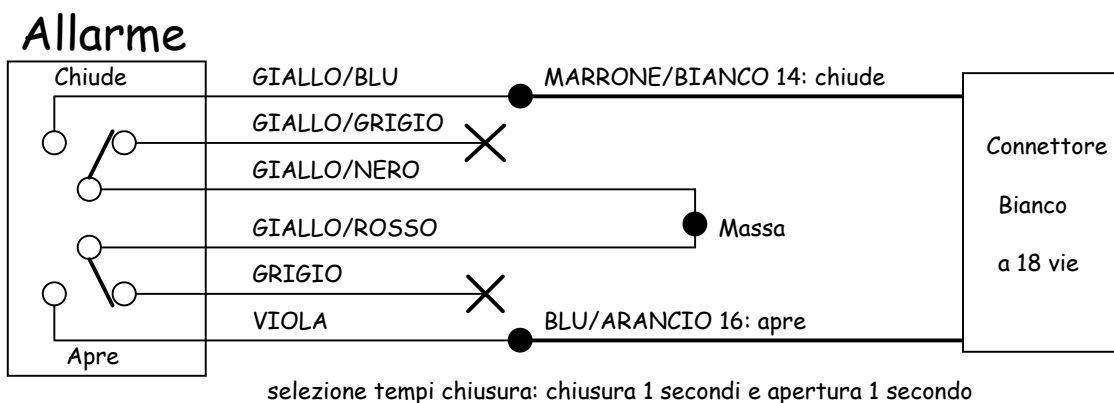 Allarme
Chiude
GIALLO/BLU
MARRONE/BIANCO 14: chiude
GIALLO/GRIGIO
GIALLO/NERO
GIALLO/ROSSO
Massa
GRIGIO
VIOLA
BLU/ARANCIO 16: apre
Apre
Connettore
Bianco
a 18 vie
selezione tempi chiusura: chiusura 1 secondi e apertura 1 secondo